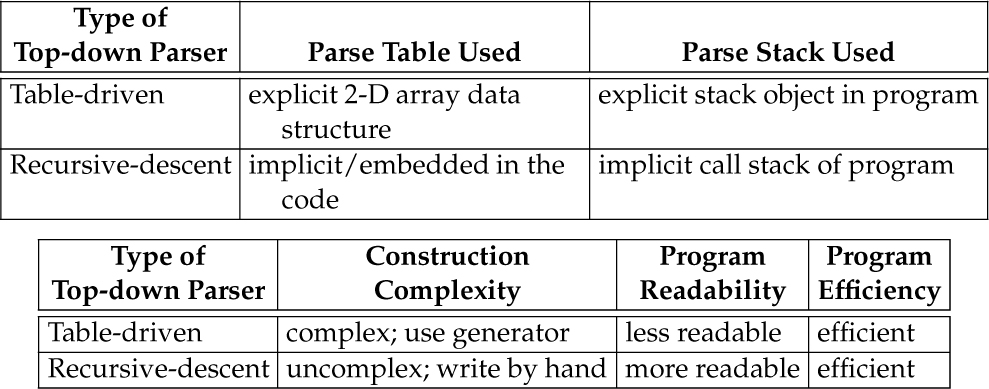 Type of
Top-down Parser Parse Table Used Parse Stack Used
Table-driven explicit 2-D array data explicit stack object in program
structure
Recursive-descent implicit/embedded in the implicit call stack of program
code
Type of Construction Program Program
Top-down Parser Complexity Readability Efficiency
Table-driven complex; use generator less readable efficient
Recursive-descent uncomplex; write by hand more readable efficient